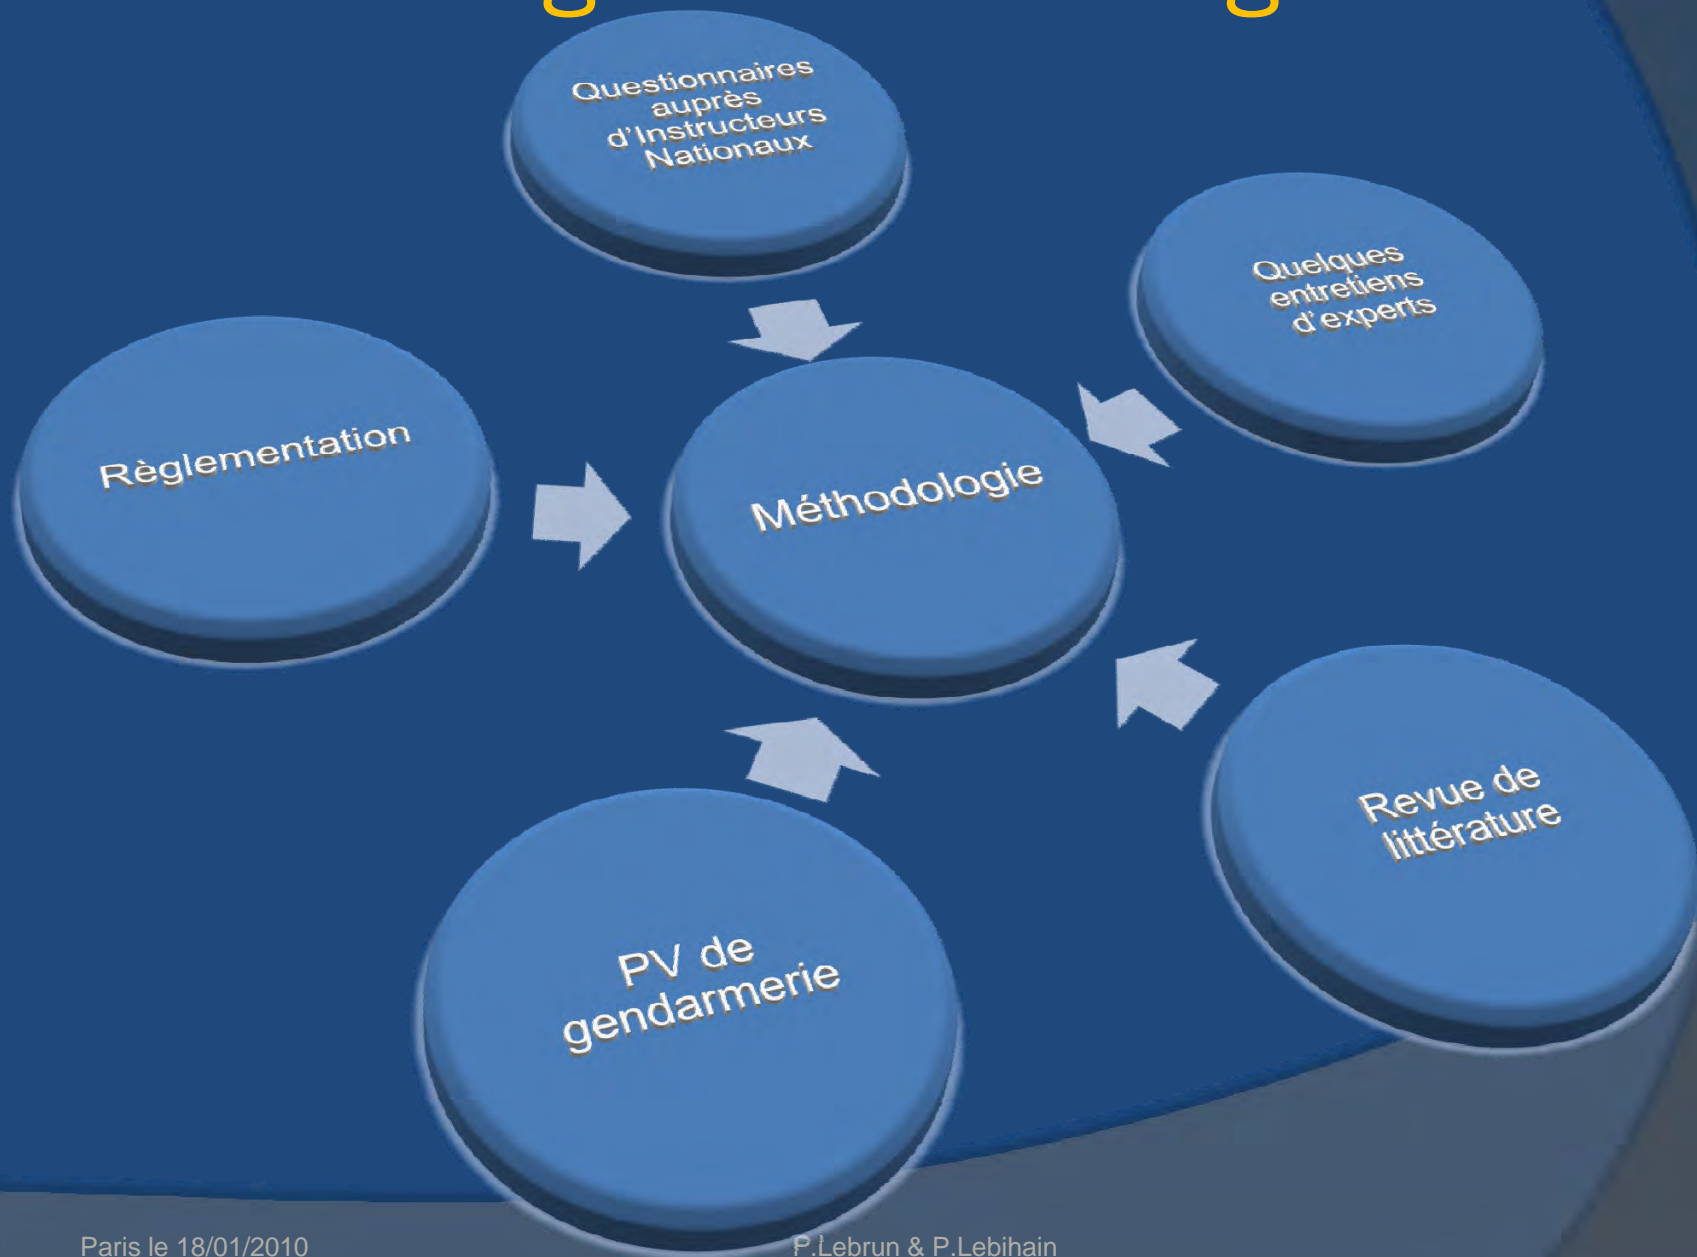 Questionnaires
auprès
d'Instructeurs
Nationaux
Quelques
entretiens
d'experts
Règlementation
Méthodologie
Revue de
littérature
PV de
gendarmerie
Paris le 18/01/2010
P.Lebrun & P.Lebihain